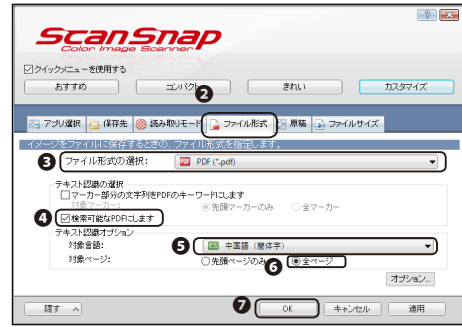 ScanSnap
Color Image Scanner
クイックメニューを使用する
おすすめ コンパクト きれい カスタマイズ
❷
アプリ選択 保存先 読み取りモード ファイル形式 原稿 ファイルサイズ
イメージをファイルに保存するときの、ファイル形式を指定します。
❸ ファイル形式の選択: PDF (*.pdf)
テキスト認識の選択
マーカー部分の文字列をPDFのキーワードにします
対象マーカー: 先頭マーカーのみ 全マーカー
❹ 検索可能なPDFにします
テキスト認識オプション
対象言語: ❺ 中国語(簡体字)
対象ページ: 先頭ページのみ ❻ 全ページ
オプション...
隠す ❼ OK キャンセル 適用